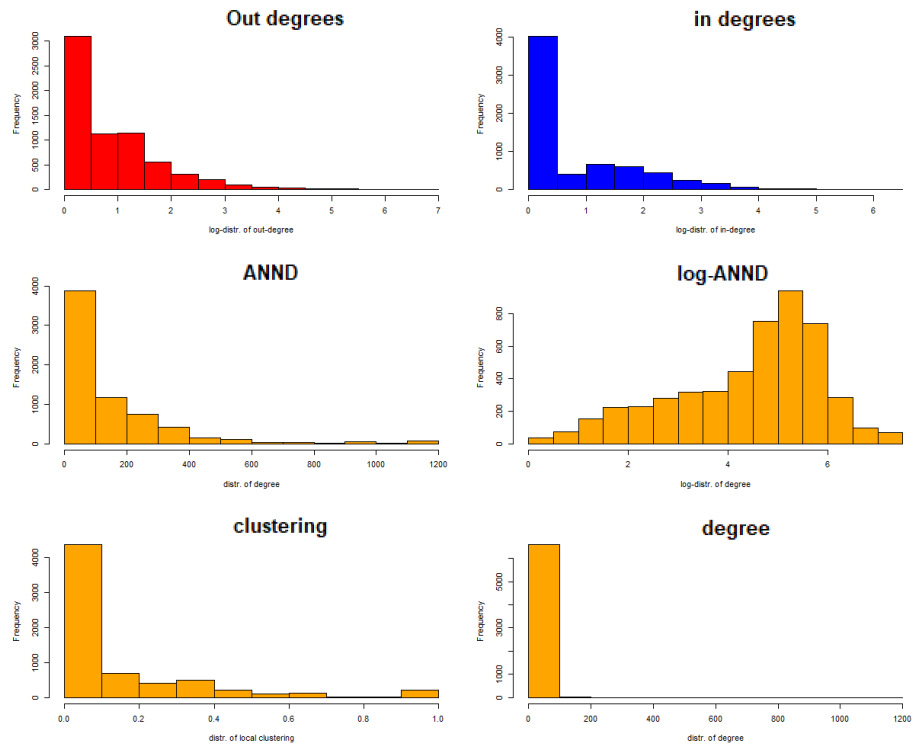 Out degrees
Frequency
0 500 1000 1500 2000 2500 3000
0 1 2 3 4 5 6 7
log-distr. of out-degree
in degrees
Frequency
0 1000 2000 3000 4000
0 1 2 3 4 5 6
log-distr. of in-degree
ANND
Frequency
0 1000 2000 3000 4000
0 200 400 600 800 1000 1200
distr. of degree
log-ANND
Frequency
0 200 400 600 800
0 2 4 6
log-distr. of degree
clustering
Frequency
0 1000 2000 3000 4000
0.0 0.2 0.4 0.6 0.8 1.0
distr. of local clustering
degree
Frequency
0 1000 3000 5000
0 200 400 600 800 1000 1200
distr. of degree